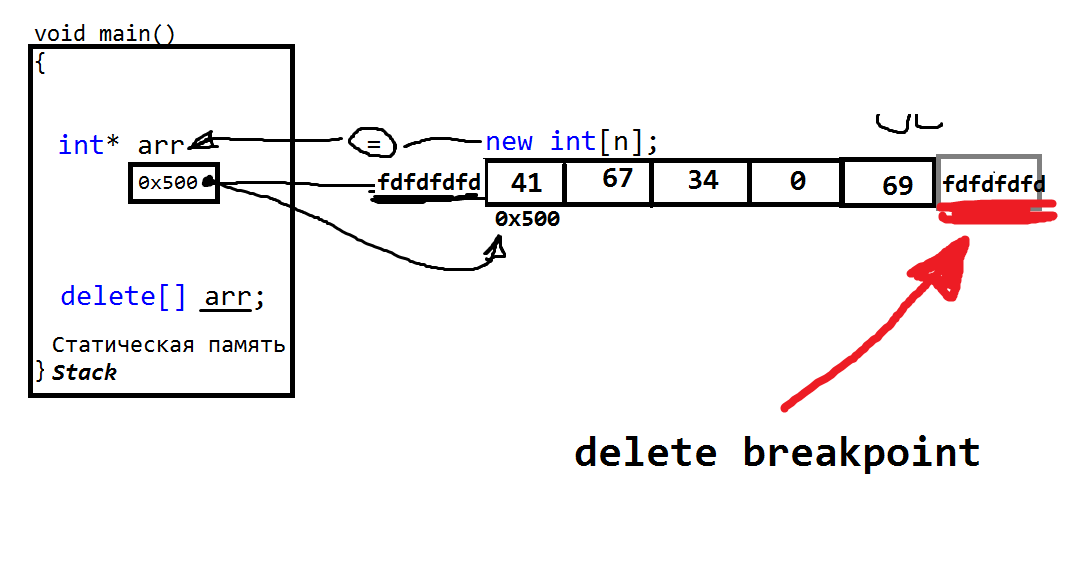 void main()
{
int* arr = new int[n];
0x500 fdfdfdfd 41 67 34 0 69 fdfdfdfd
0x500
delete[] arr;
Статическая память
} Stack
delete breakpoint